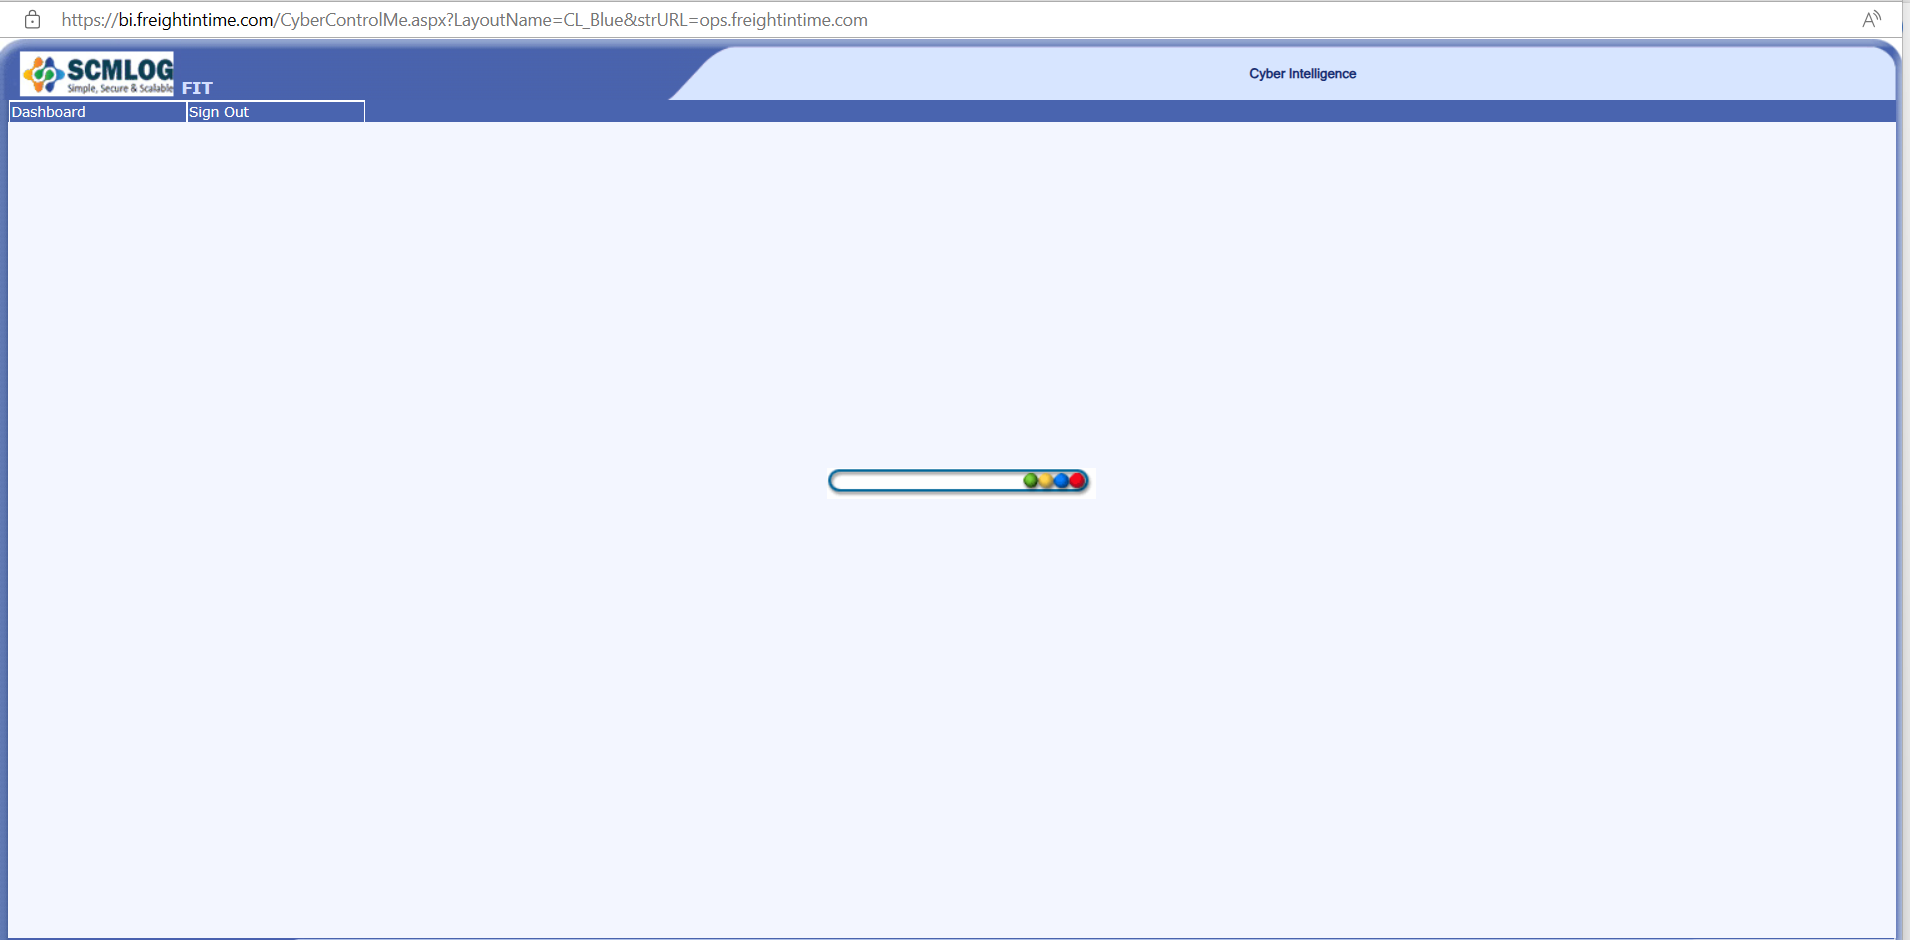 https://bi.freightintime.com/CyberControlMe.aspx?LayoutName=CL_Blue&strURL=ops.freightintime.com
SCMLOG
Simple, Secure & Scalable
FIT
Cyber Intelligence
Dashboard
Sign Out